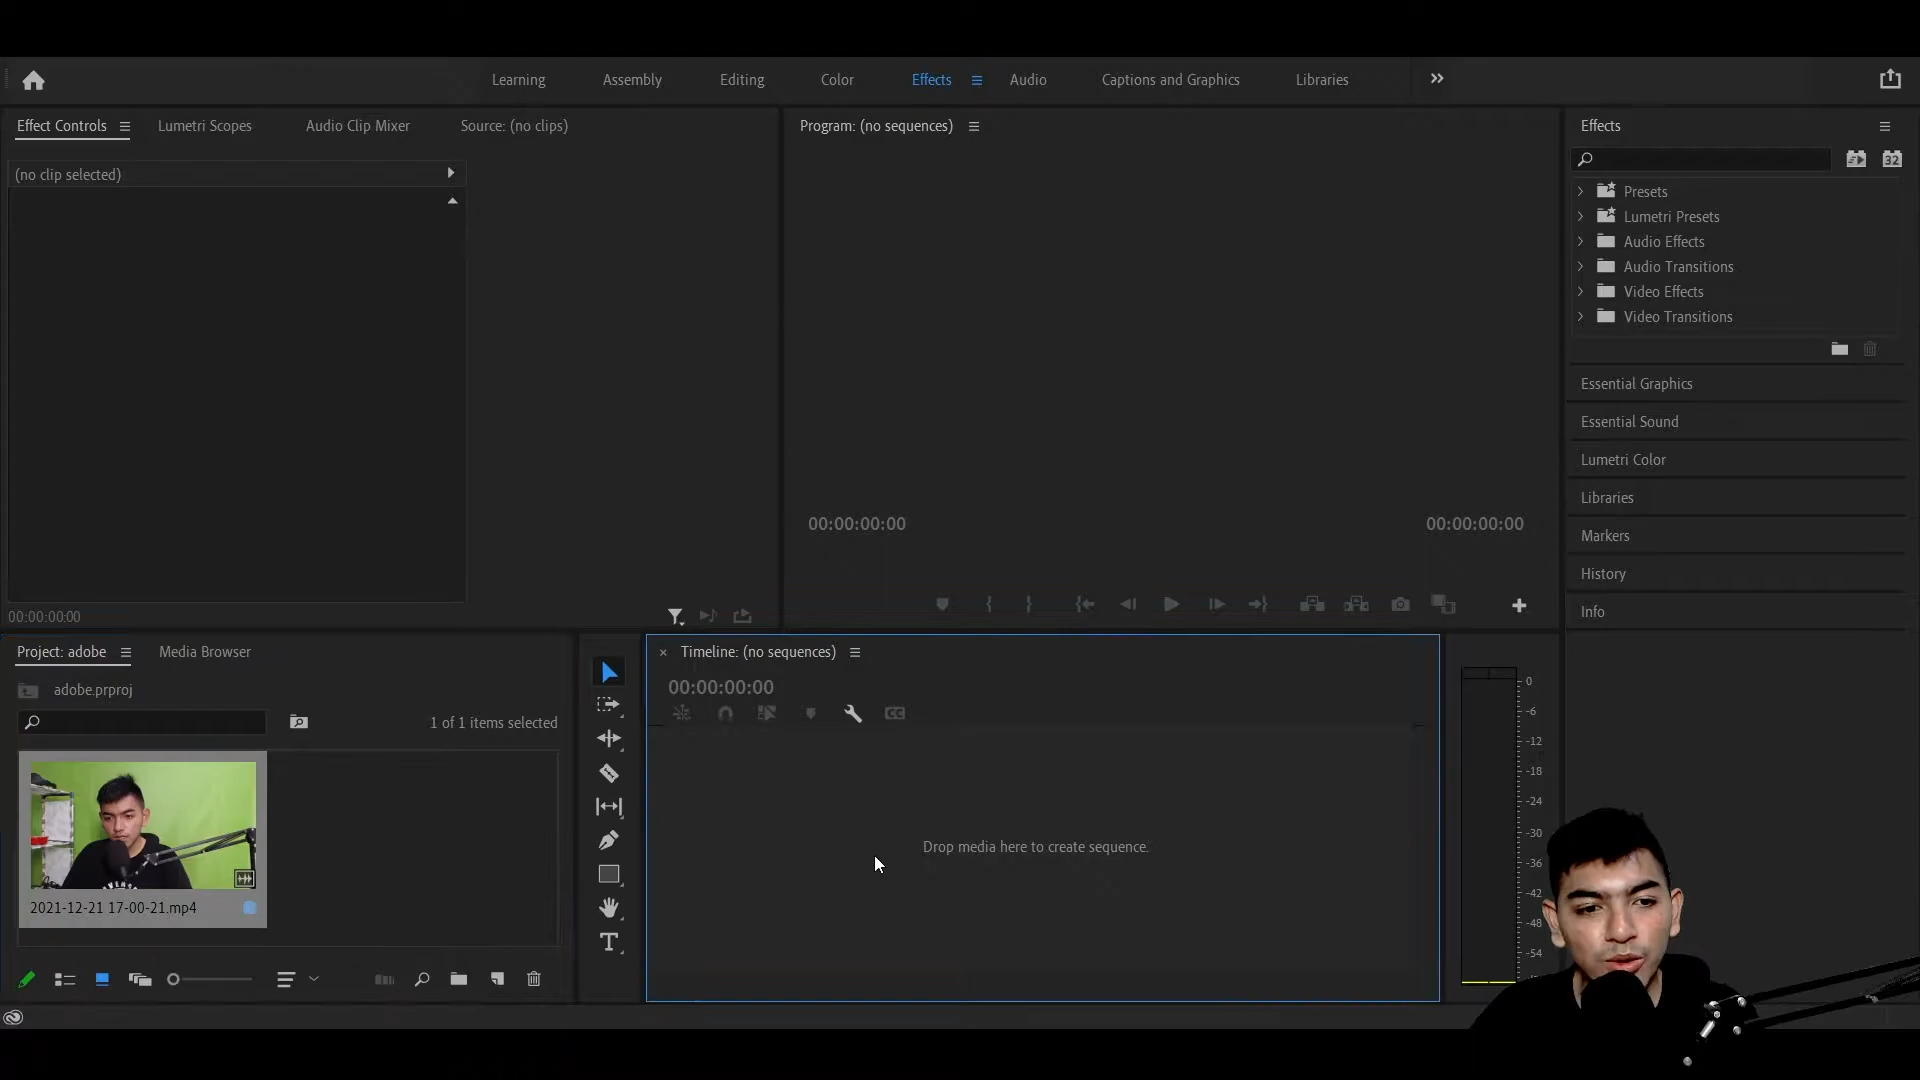 Learning Assembly Editing Color Effects Audio Captions and Graphics Libraries
Effect Controls Lumetri Scopes Audio Clip Mixer Source: (no clips)
(no clip selected)
00:00:00:00
Program: (no sequences)
00:00:00:00 00:00:00:00
Effects
32
Presets
Lumetri Presets
Audio Effects
Audio Transitions
Video Effects
Video Transitions
Essential Graphics
Essential Sound
Lumetri Color
Libraries
Markers
History
Info
Project: adobe Media Browser
adobe.prproj
1 of 1 items selected
2021-12-21 17-00-21.mp4
Timeline: (no sequences)
00:00:00:00
CC
Drop media here to create sequence.
0
-6
-12
-18
-24
-30
-36
-42
-48
-54